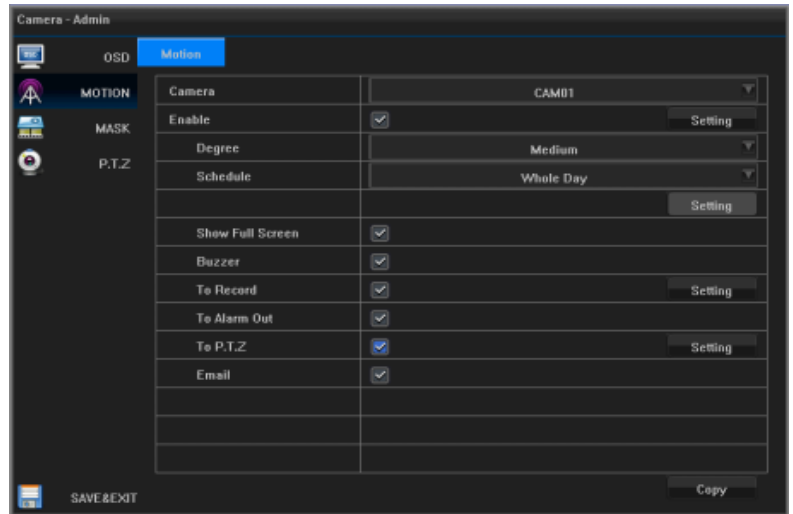 Camera - Admin
OSD
Motion
MOTION
Camera
CAM01
MASK
Enable
Setting
P.T.Z
Degree
Medium
Schedule
Whole Day
Setting
Show Full Screen
Buzzer
To Record
Setting
To Alarm Out
To P.T.Z
Setting
Email
SAVE&EXIT
Copy